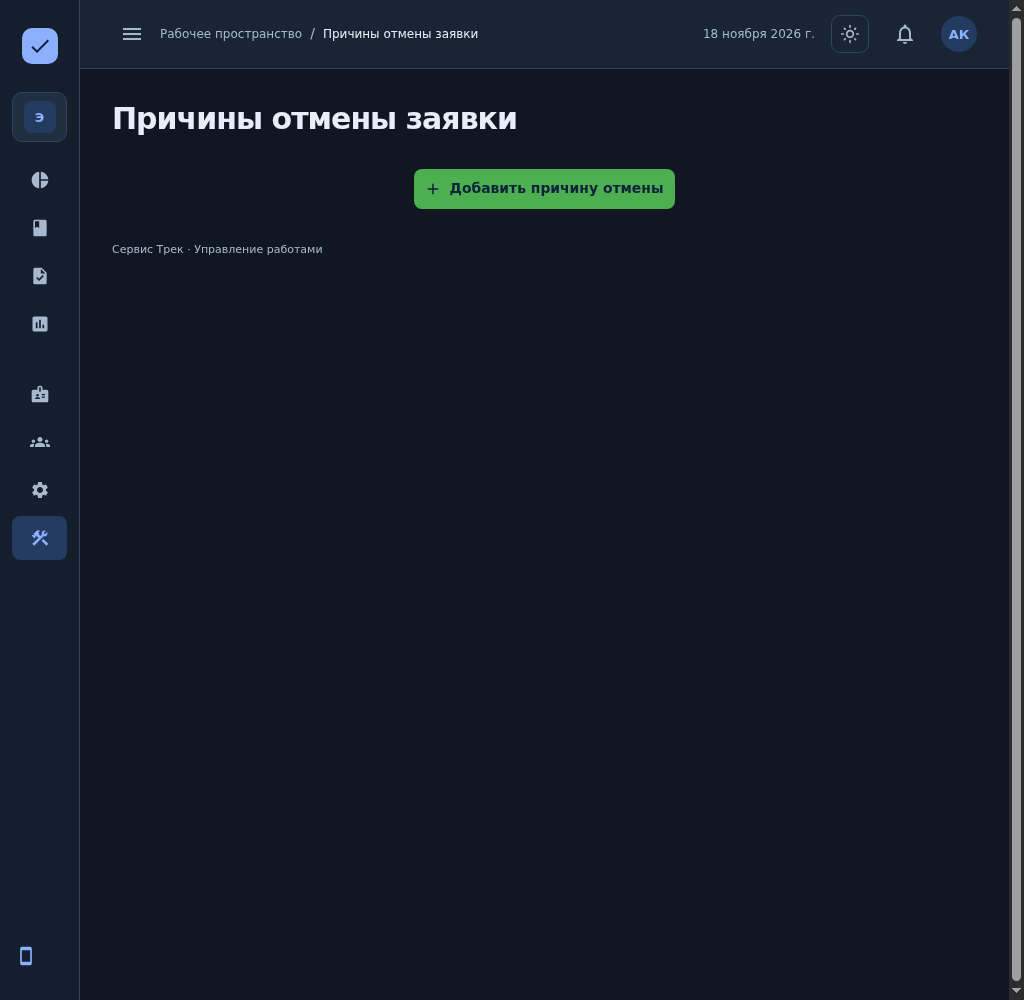 Рабочее пространство / Причины отмены заявки
18 ноября 2026 г.
АК
Э
Причины отмены заявки
+ Добавить причину отмены
Сервис Трек · Управление работами